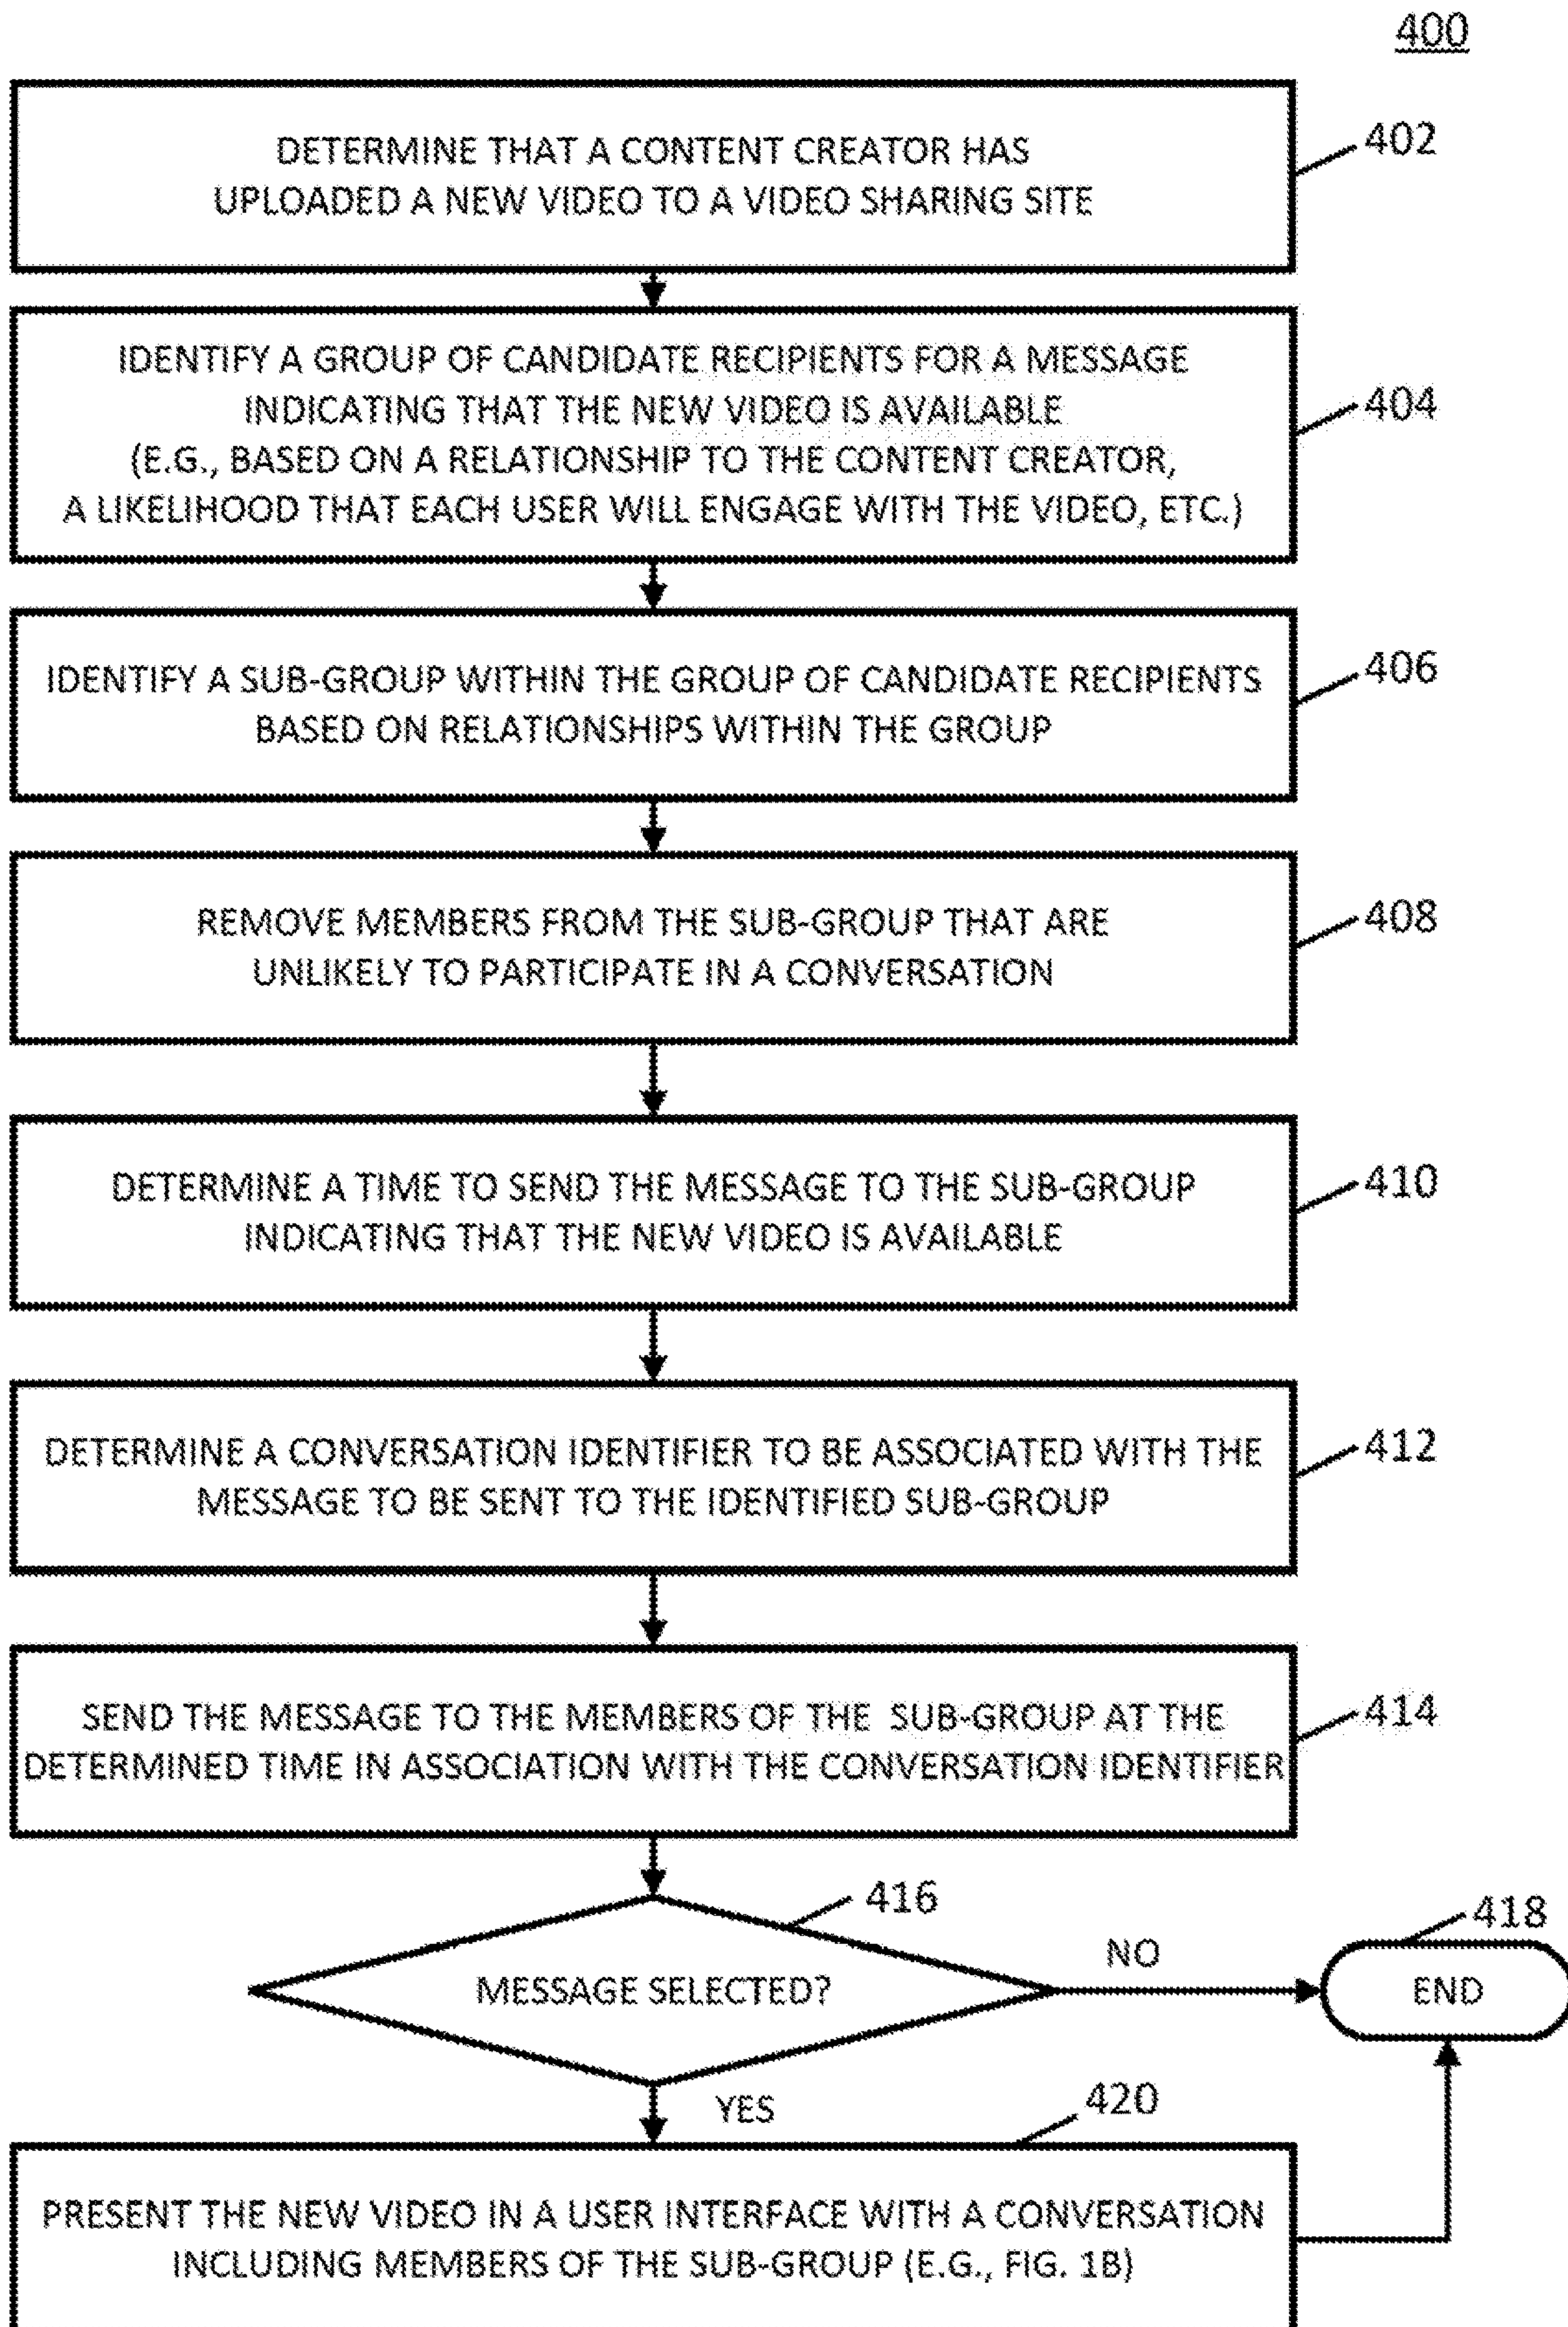 400
DETERMINE THAT A CONTENT CREATOR HAS
UPLOADED A NEW VIDEO TO A VIDEO SHARING SITE
402
IDENTIFY A GROUP OF CANDIDATE RECIPIENTS FOR A MESSAGE
INDICATING THAT THE NEW VIDEO IS AVAILABLE
(E.G., BASED ON A RELATIONSHIP TO THE CONTENT CREATOR,
A LIKELIHOOD THAT EACH USER WILL ENGAGE WITH THE VIDEO, ETC.)
404
IDENTIFY A SUB-GROUP WITHIN THE GROUP OF CANDIDATE RECIPIENTS
BASED ON RELATIONSHIPS WITHIN THE GROUP
406
REMOVE MEMBERS FROM THE SUB-GROUP THAT ARE
UNLIKELY TO PARTICIPATE IN A CONVERSATION
408
DETERMINE A TIME TO SEND THE MESSAGE TO THE SUB-GROUP
INDICATING THAT THE NEW VIDEO IS AVAILABLE
410
DETERMINE A CONVERSATION IDENTIFIER TO BE ASSOCIATED WITH THE
MESSAGE TO BE SENT TO THE IDENTIFIED SUB-GROUP
412
SEND THE MESSAGE TO THE MEMBERS OF THE SUB-GROUP AT THE
DETERMINED TIME IN ASSOCIATION WITH THE CONVERSATION IDENTIFIER
414
416
MESSAGE SELECTED?
NO
418
END
YES
420
PRESENT THE NEW VIDEO IN A USER INTERFACE WITH A CONVERSATION
INCLUDING MEMBERS OF THE SUB-GROUP (E.G., FIG. 1B)